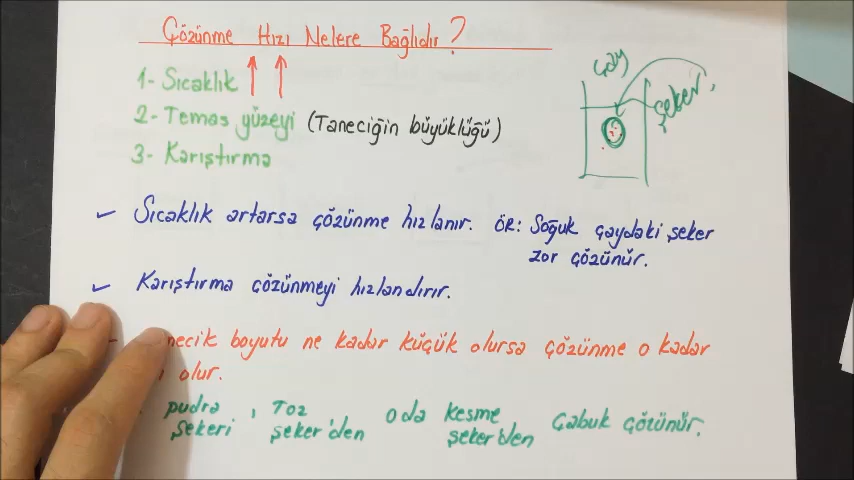 Çözünme Hızı Nelere Bağlıdır?
1- Sıcaklık
2- Temas yüzeyi (Taneciğin büyüklüğü)
3- Karıştırma
çay
şeker
✓ Sıcaklık artarsa çözünme hızlanır. ÖR: Soğuk çaydaki şeker
zor çözünür.
✓ Karıştırma çözünmeyi hızlandırır.
necik boyutu ne kadar küçük olursa çözünme o kadar
olur.
pudra şekeri, Toz şeker'den oda kesme şeker'den çabuk çözünür.